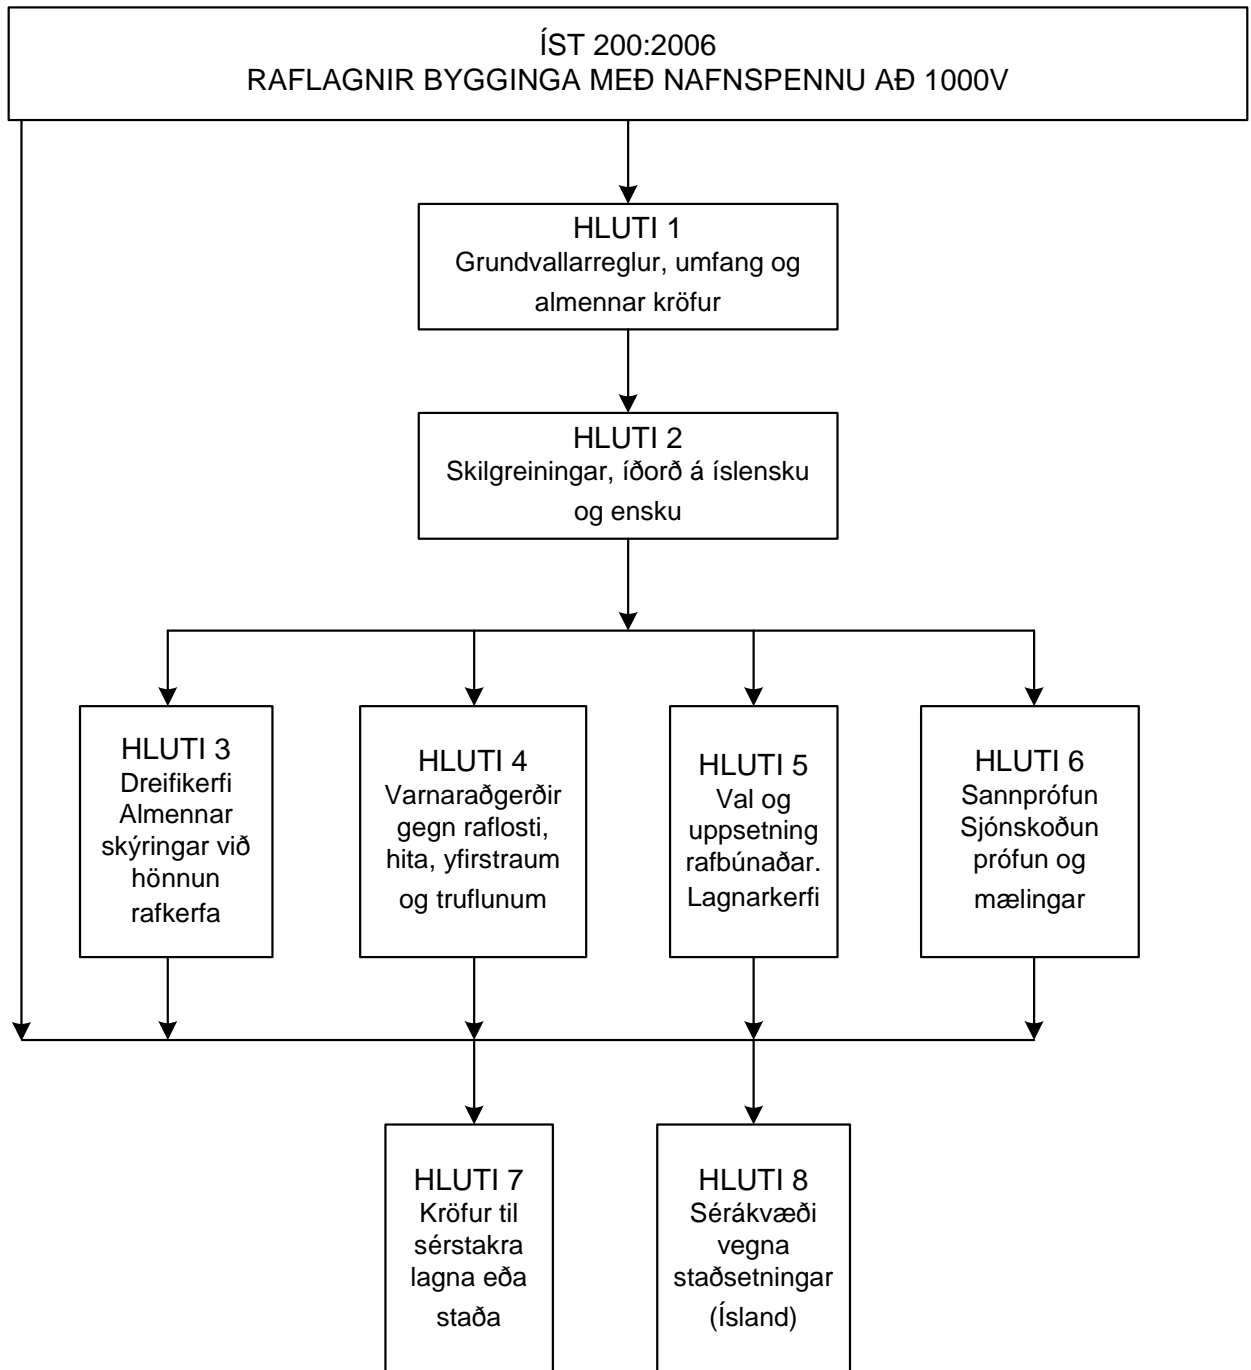 ÍST 200:2006
RAFLAGNIR BYGGINGA MEÐ NAFNSPENNU AÐ 1000V
HLUTI 1
Grundvallarreglur, umfang og
almennar kröfur
HLUTI 2
Skilgreiningar, íðorð á íslensku
og ensku
HLUTI 3
Dreifikerfi
Almennar
skýringar við
hönnun
rafkerfa
HLUTI 4
Varnaraðgerðir
gegn raflosti,
hita, yfirstraum
og truflunum
HLUTI 5
Val og
uppsetning
rafbúnaðar.
Lagnarkerfi
HLUTI 6
Sannprófun
Sjónskoðun
prófun og
mælingar
HLUTI 7
Kröfur til
sérstakra
lagna eða
staða
HLUTI 8
Sérákvæði
vegna
staðsetningar
(Ísland)